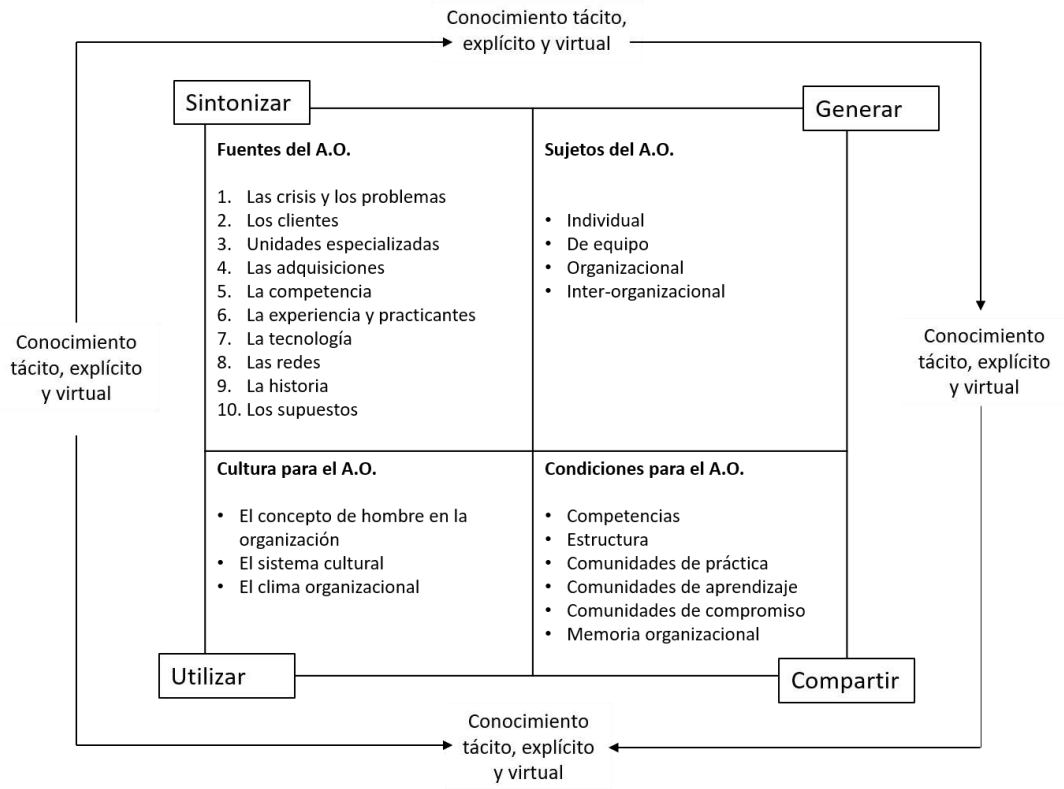 Conocimiento tácito,
explícito y virtual
Sintonizar
Generar
Fuentes del A.O.
1. Las crisis y los problemas
2. Los clientes
3. Unidades especializadas
4. Las adquisiciones
5. La competencia
6. La experiencia y practicantes
7. La tecnología
8. Las redes
9. La historia
10. Los supuestos
Sujetos del A.O.
• Individual
• De equipo
• Organizacional
• Inter-organizacional
Conocimiento
tácito, explícito
y virtual
Conocimiento
tácito, explícito
y virtual
Cultura para el A.O.
• El concepto de hombre en la
organización
• El sistema cultural
• El clima organizacional
Condiciones para el A.O.
• Competencias
• Estructura
• Comunidades de práctica
• Comunidades de aprendizaje
• Comunidades de compromiso
• Memoria organizacional
Utilizar
Compartir
Conocimiento
tácito, explícito
y virtual